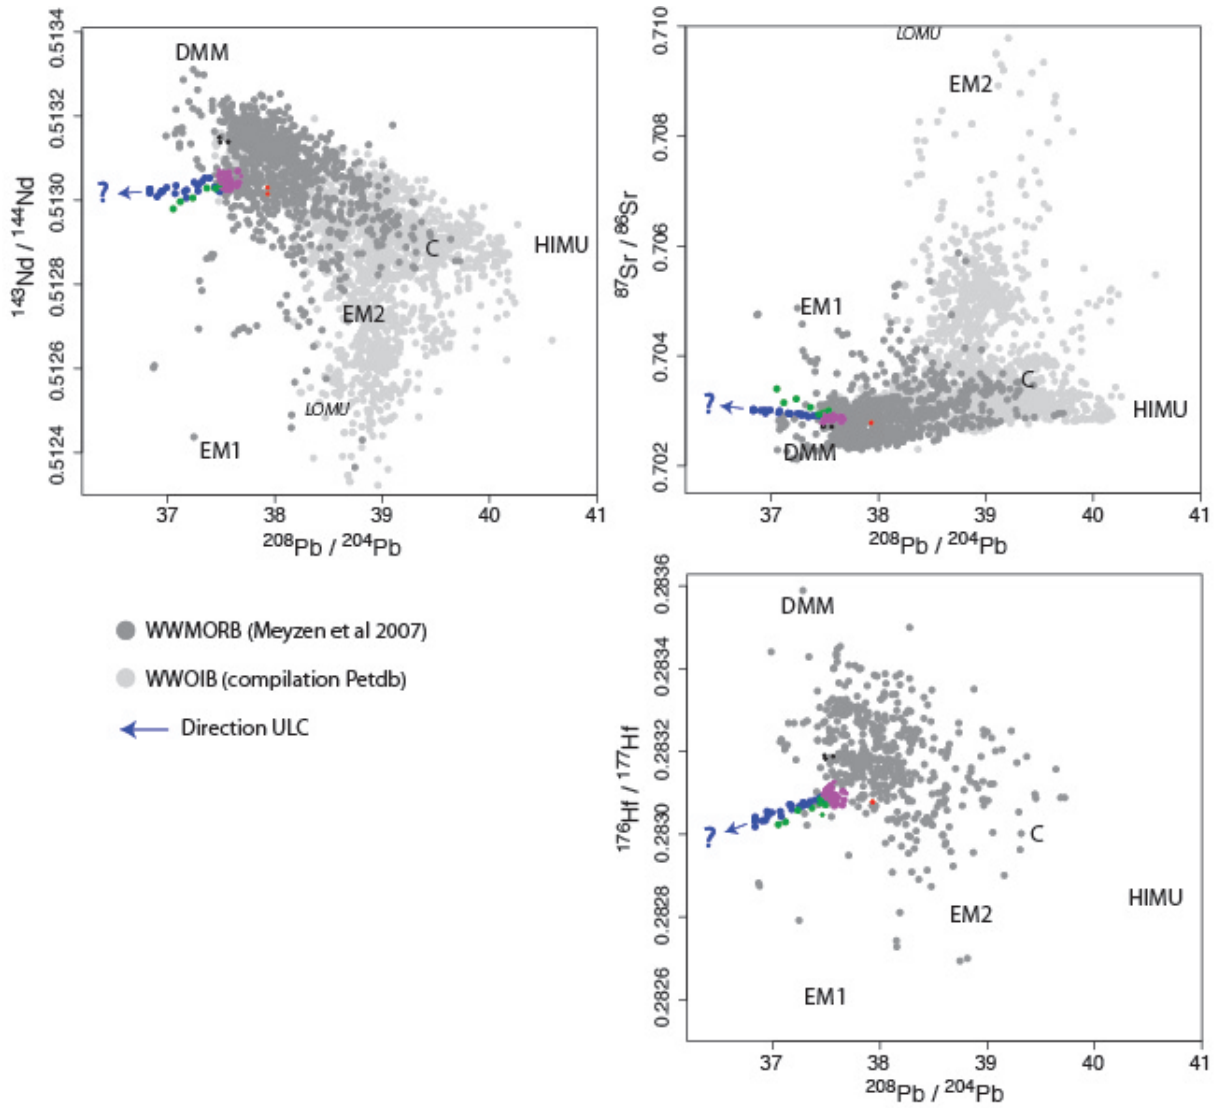 0.5134
DMM
0.5132
?
0.5130
C
HIMU
0.5128
EM2
0.5126
LOMU
EM1
0.5124
143Nd / 144Nd
37
38
39
40
41
208Pb / 204Pb
0.710
LOMU
EM2
0.708
0.706
EM1
0.704
C
?
HIMU
DMM
0.702
87Sr / 86Sr
37
38
39
40
41
208Pb / 204Pb
WWMORB (Meyzen et al 2007)
WWOIB (compilation Petdb)
Direction ULC
0.2836
DMM
0.2834
0.2832
0.2830
?
C
HIMU
0.2828
EM2
EM1
0.2826
176Hf / 177Hf
37
38
39
40
41
208Pb / 204Pb